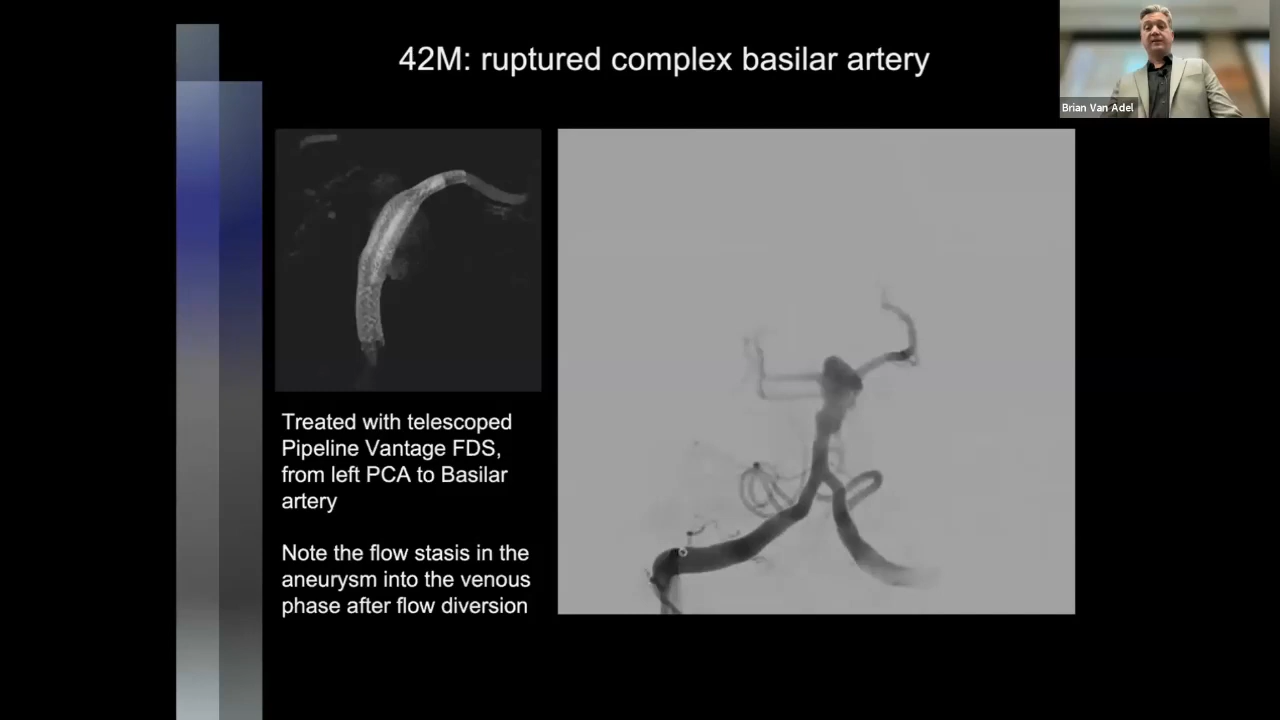 42M: ruptured complex basilar artery
Brian Van Adel
Treated with telescoped
Pipeline Vantage FDS,
from left PCA to Basilar
artery
Note the flow stasis in the
aneurysm into the venous
phase after flow diversion